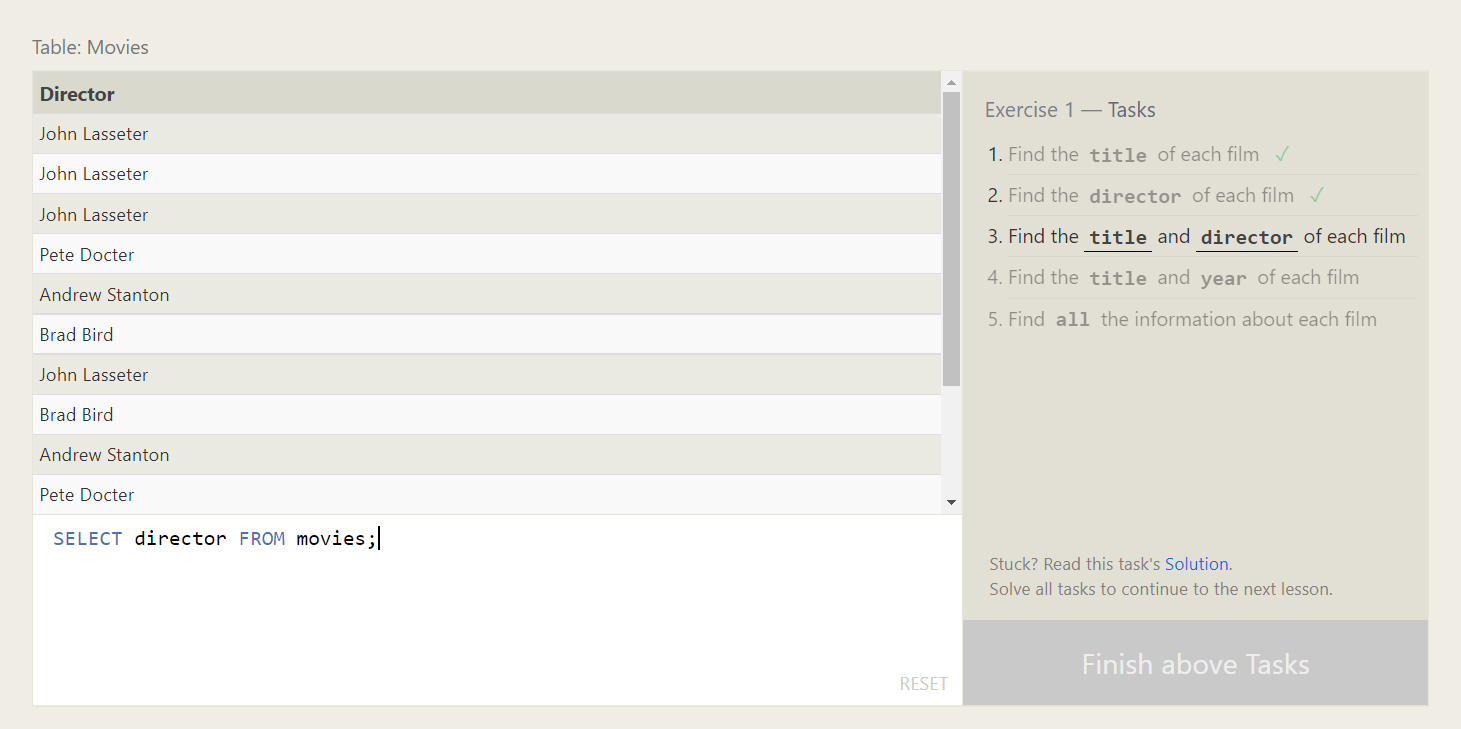 Table: Movies
Director
John Lasseter
John Lasseter
John Lasseter
Pete Docter
Andrew Stanton
Brad Bird
John Lasseter
Brad Bird
Andrew Stanton
Pete Docter
SELECT director FROM movies;
RESET
Exercise 1 — Tasks
1. Find the title of each film ✓
2. Find the director of each film ✓
3. Find the title and director of each film
4. Find the title and year of each film
5. Find all the information about each film
Stuck? Read this task's Solution.
Solve all tasks to continue to the next lesson.
Finish above Tasks